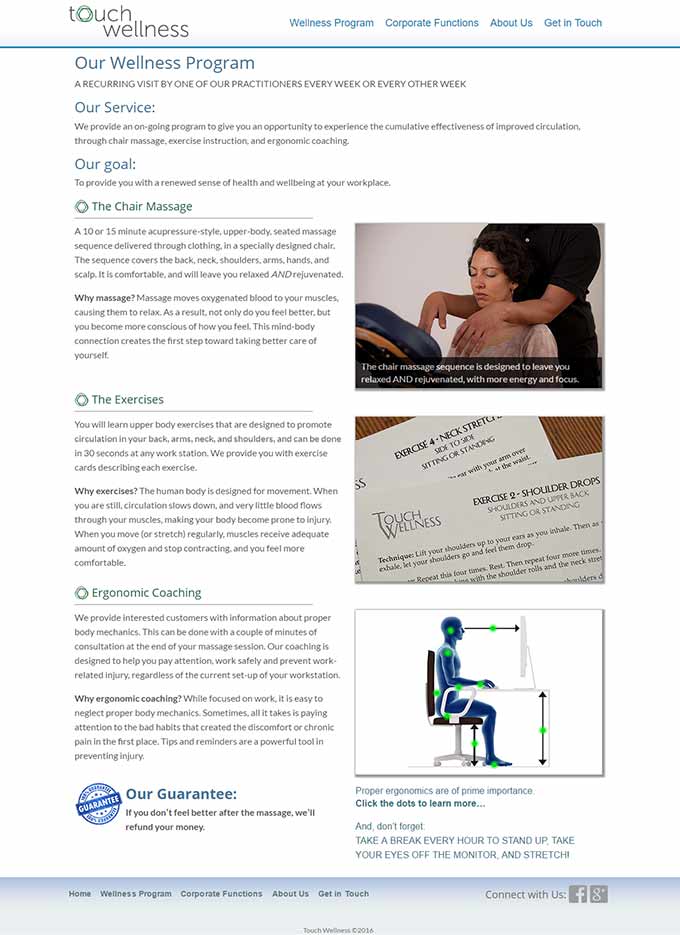 touch
wellness
Wellness Program Corporate Functions About Us Get in Touch
Our Wellness Program
A RECURRING VISIT BY ONE OF OUR PRACTITIONERS EVERY WEEK OR EVERY OTHER WEEK
Our Service:
We provide an on-going program to give you an opportunity to experience the cumulative effectiveness of improved circulation,
through chair massage, exercise instruction, and ergonomic coaching.
Our goal:
To provide you with a renewed sense of health and wellbeing at your workplace.
The Chair Massage
A 10 or 15 minute acupressure-style, upper-body, seated massage
sequence delivered through clothing, in a specially designed chair.
The sequence covers the back, neck, shoulders, arms, hands, and
scalp. It is comfortable, and will leave you relaxed AND rejuvenated.
Why massage? Massage moves oxygenated blood to your muscles,
causing them to relax. As a result, not only do you feel better, but
you become more conscious of how you feel. This mind-body
connection creates the first step toward taking better care of
yourself.
The chair massage sequence is designed to leave you
relaxed AND rejuvenated, with more energy and focus.
The Exercises
You will learn upper body exercises that are designed to promote
circulation in your back, arms, neck, and shoulders, and can be done
in 30 seconds at any work station. We provide you with exercise
cards describing each exercise.
Why exercises? The human body is designed for movement. When
you are still, circulation slows down, and very little blood flows
through your muscles, making your body become prone to injury.
When you move (or stretch) regularly, muscles receive adequate
amount of oxygen and stop contracting, and you feel more
comfortable.
EXERCISE 4 - NECK STRETCH
SIDE TO SIDE
SITTING OR STANDING
ear with your arm over
at the waist.
TOUCH
WELLNESS
EXERCISE 2 - SHOULDER DROPS
SHOULDERS AND UPPER BACK
SITTING OR STANDING
Technique: Lift your shoulders up to your ears as you inhale. Then as
exhale, let your shoulders go and feel them drop.
Repeat this four times. Rest. Then repeat four more times.
with the shoulder rolls and the neck stret
Ergonomic Coaching
We provide interested customers with information about proper
body mechanics. This can be done with a couple of minutes of
consultation at the end of your massage session. Our coaching is
designed to help you pay attention, work safely and prevent work-
related injury, regardless of the current set-up of your workstation.
Why ergonomic coaching? While focused on work, it is easy to
neglect proper body mechanics. Sometimes, all it takes is paying
attention to the bad habits that created the discomfort or chronic
pain in the first place. Tips and reminders are a powerful tool in
preventing injury.
Proper ergonomics are of prime importance.
Click the dots to learn more...
And, don't forget:
TAKE A BREAK EVERY HOUR TO STAND UP, TAKE
YOUR EYES OFF THE MONITOR, AND STRETCH!
GUARANTEE
Our Guarantee:
If you don't feel better after the massage, we'll
refund your money.
Home Wellness Program Corporate Functions About Us Get in Touch
Connect with Us:
Touch Wellness ©2016